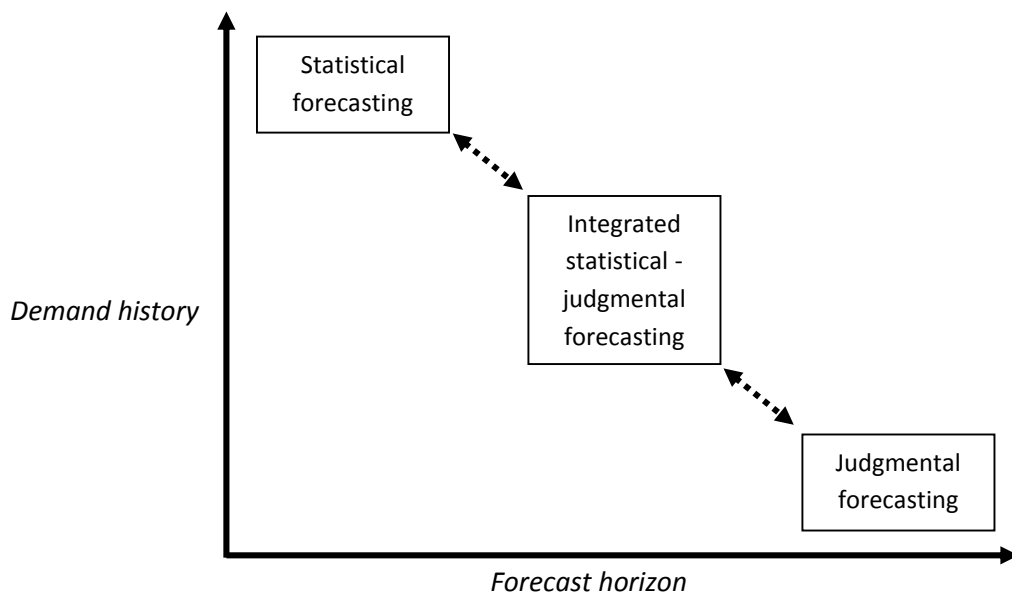 Statistical
forecasting
Integrated
statistical -
judgmental
forecasting
Demand history
Judgmental
forecasting
Forecast horizon